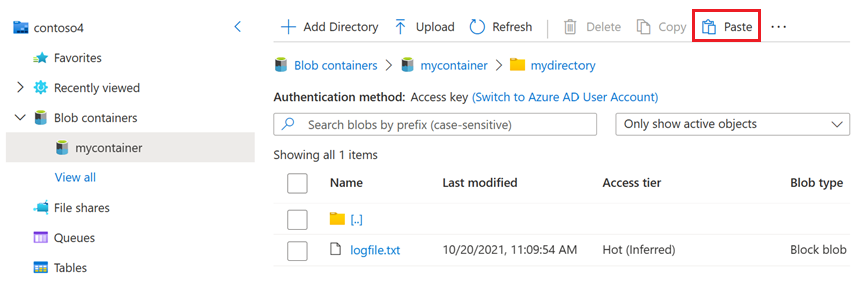 contoso4
Favorites
Recently viewed
Blob containers
mycontainer
View all
File shares
Queues
Tables
Add Directory Upload Refresh Delete Copy Paste ...
Blob containers mycontainer mydirectory
Authentication method: Access key (Switch to Azure AD User Account)
Search blobs by prefix (case-sensitive) Only show active objects
Showing all 1 items
Name Last modified Access tier Blob type
[..]
logfile.txt 10/20/2021, 11:09:54 AM Hot (Inferred) Block blob